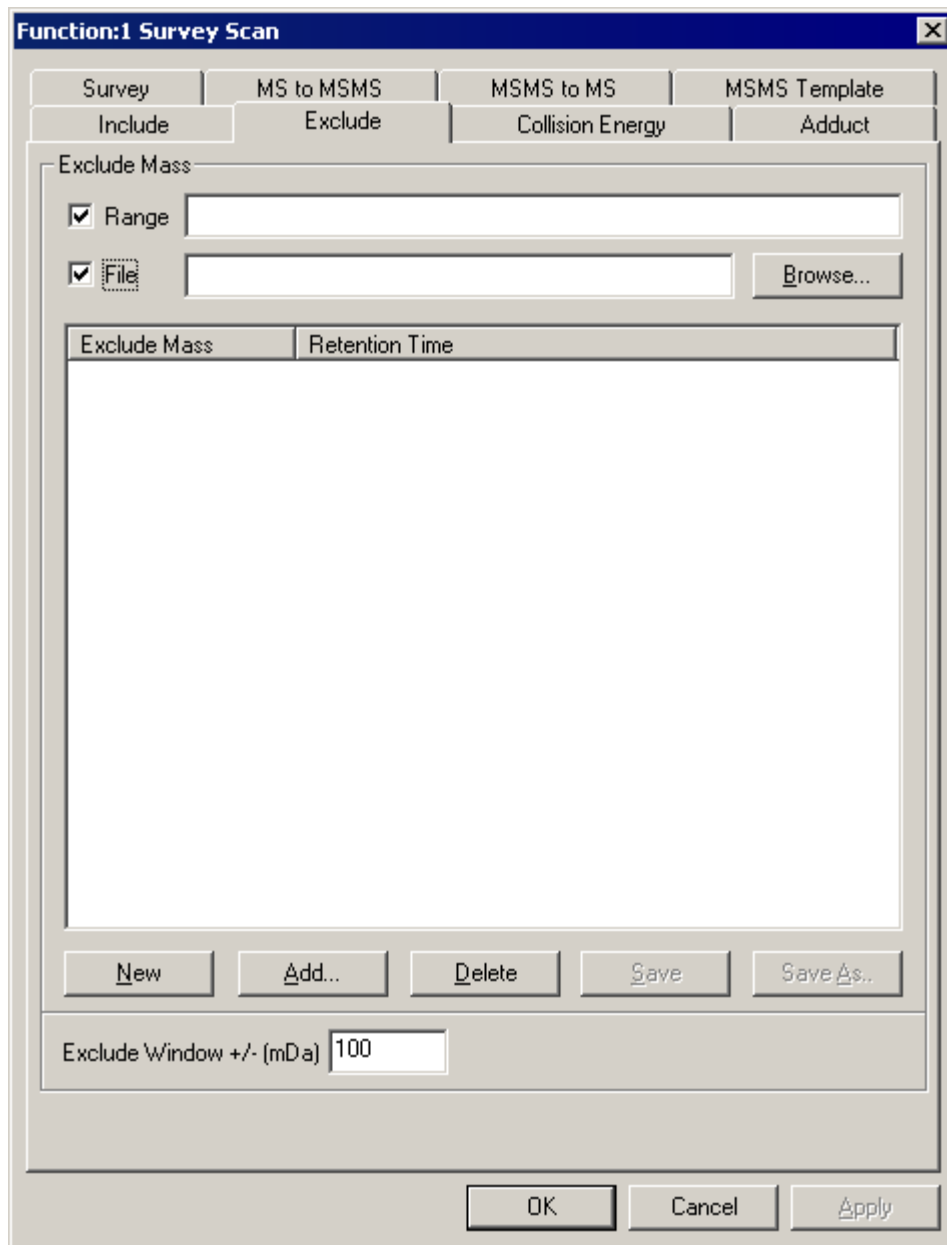 Function:1 Survey Scan
Survey MS to MSMS MSMS to MS MSMS Template
Include Exclude Collision Energy Adduct
Exclude Mass
Range
File Browse...
Exclude Mass Retention Time
New Add... Delete Save Save As..
Exclude Window +/- (mDa) 100
OK Cancel Apply